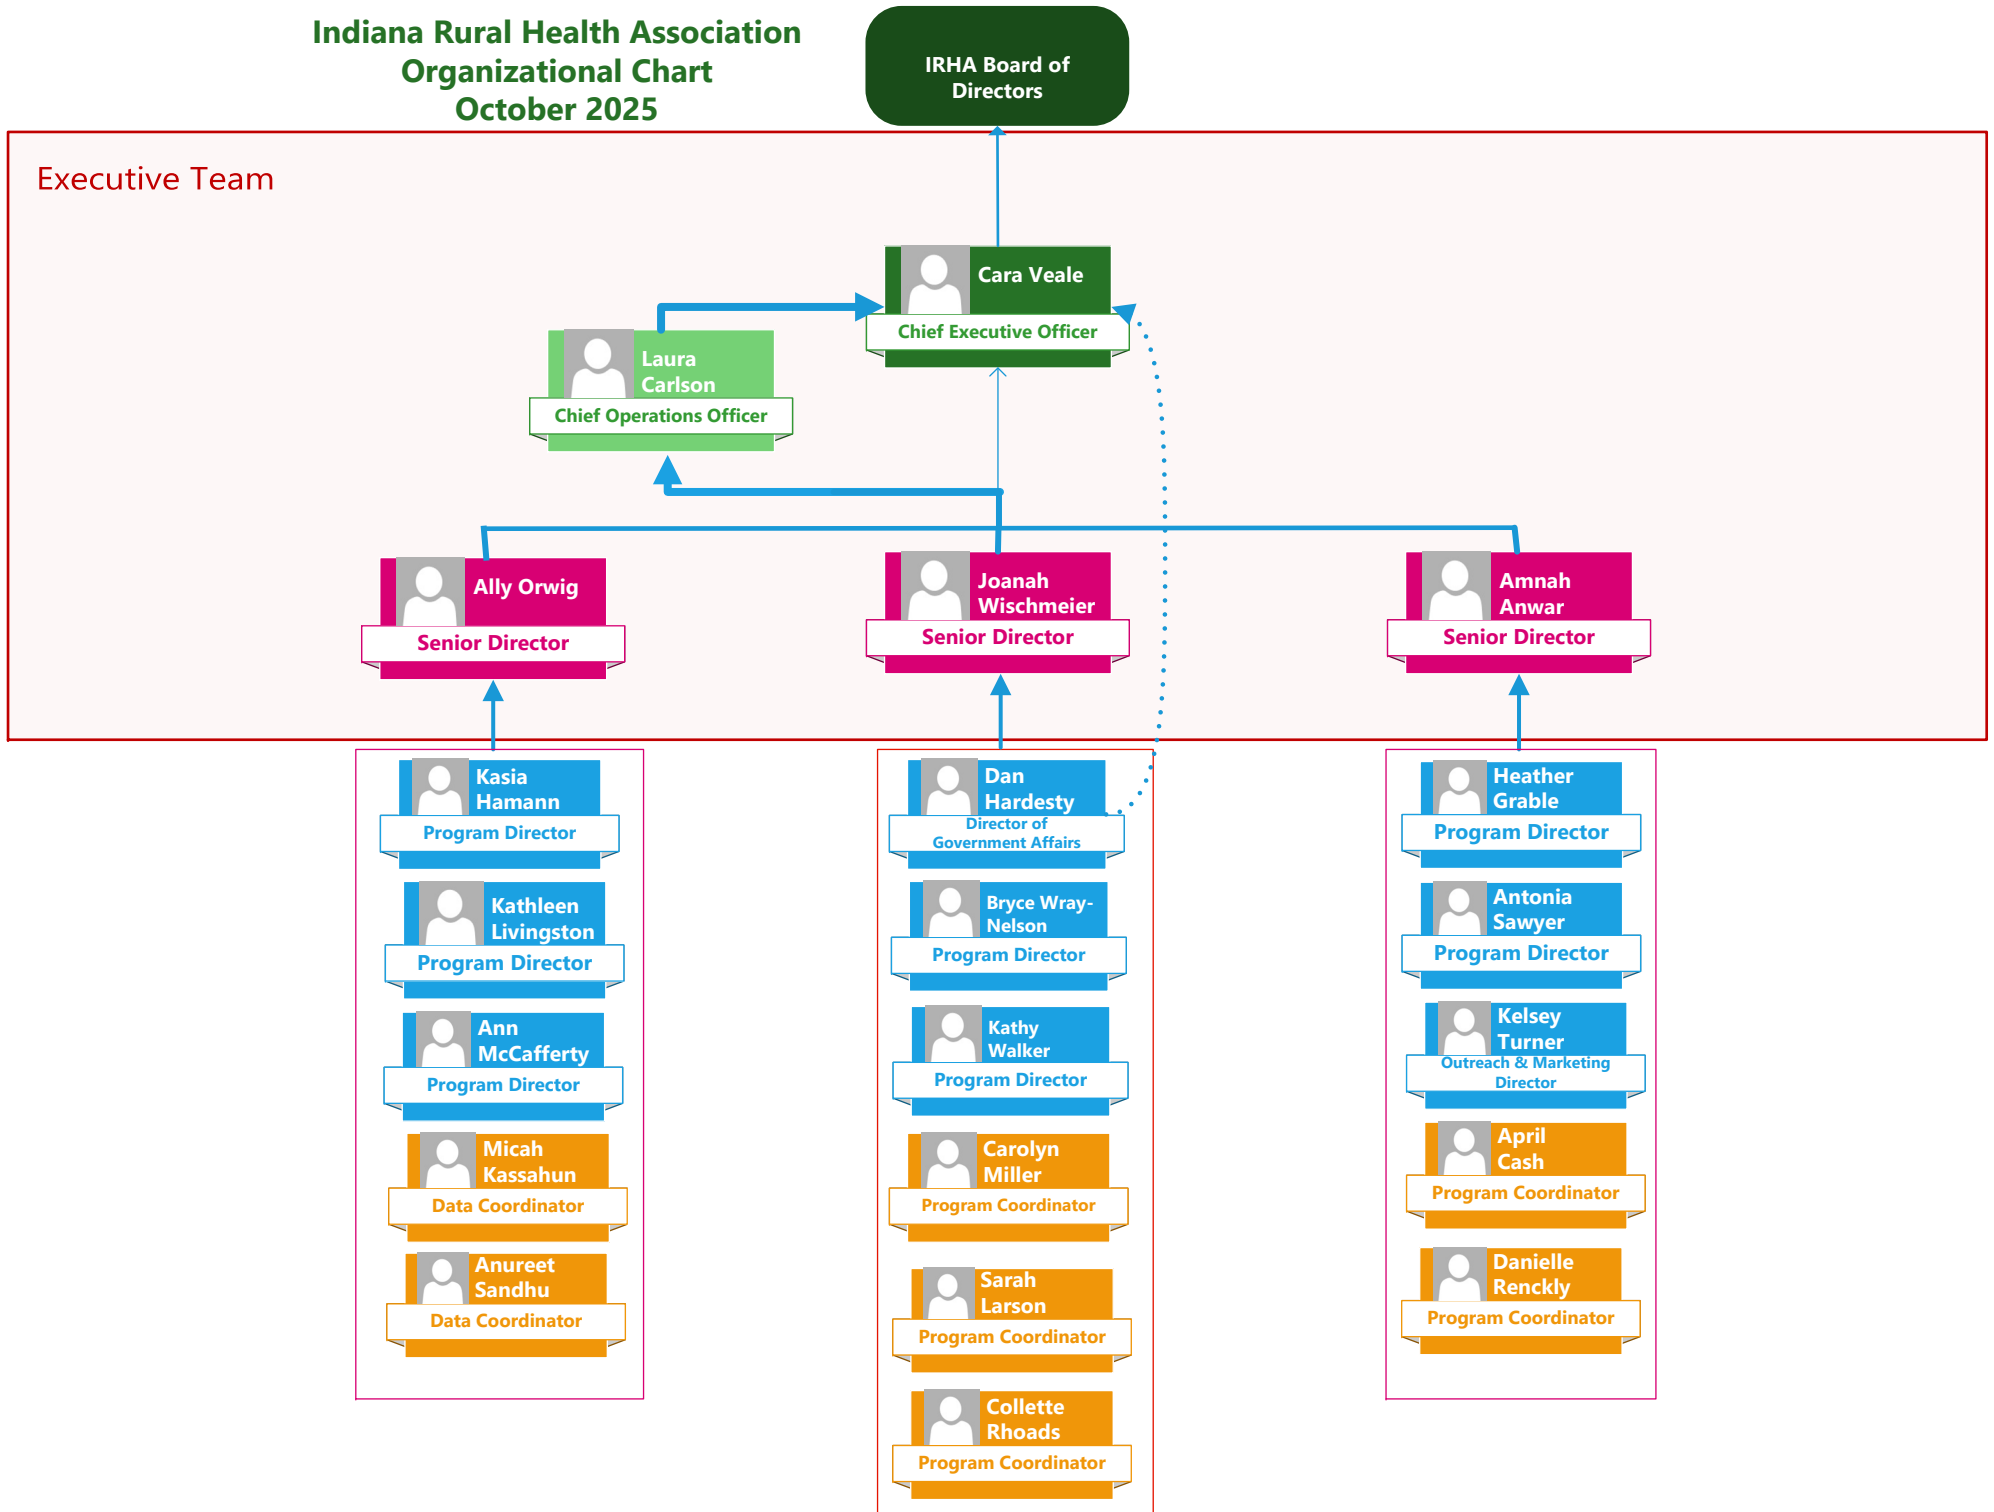 Indiana Rural Health Association
Organizational Chart
October 2025
IRHA Board of
Directors
Executive Team
Cara Veale
Chief Executive Officer
Laura
Carlson
Chief Operations Officer
Ally Orwig
Senior Director
Joanah
Wischmeier
Senior Director
Amnah
Anwar
Senior Director
Kasia
Hamann
Program Director
Kathleen
Livingston
Program Director
Ann
McCafferty
Program Director
Micah
Kassahun
Data Coordinator
Anureet
Sandhu
Data Coordinator
Dan
Hardesty
Director of
Government Affairs
Bryce Wray-
Nelson
Program Director
Kathy
Walker
Program Director
Carolyn
Miller
Program Coordinator
Sarah
Larson
Program Coordinator
Collette
Rhoads
Program Coordinator
Heather
Grable
Program Director
Antonia
Sawyer
Program Director
Kelsey
Turner
Outreach & Marketing
Director
April
Cash
Program Coordinator
Danielle
Renckly
Program Coordinator